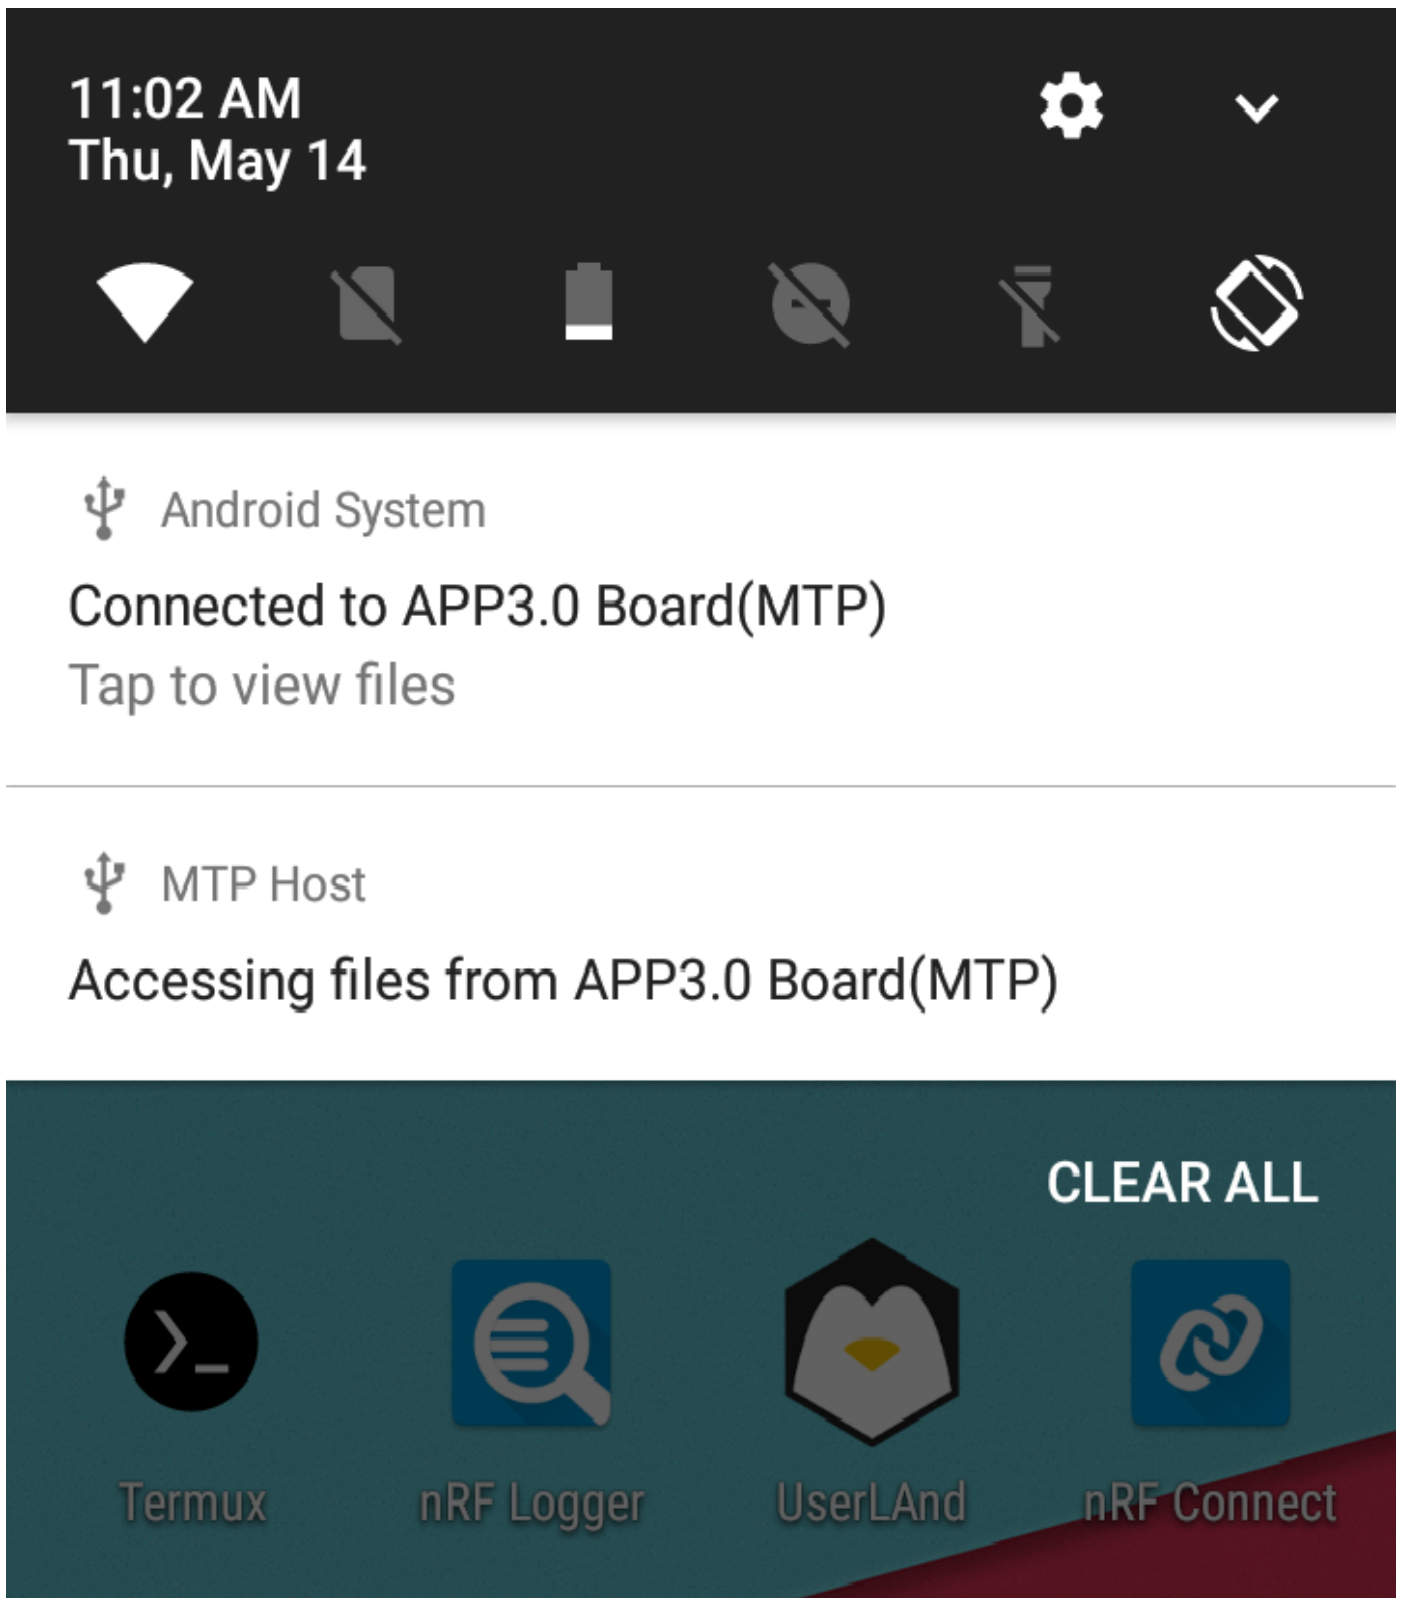 11:02 AM
Thu, May 14
Android System
Connected to APP3.0 Board(MTP)
Tap to view files
MTP Host
Accessing files from APP3.0 Board(MTP)
CLEAR ALL
Termux
nRF Logger
UserLAnd
nRF Connect